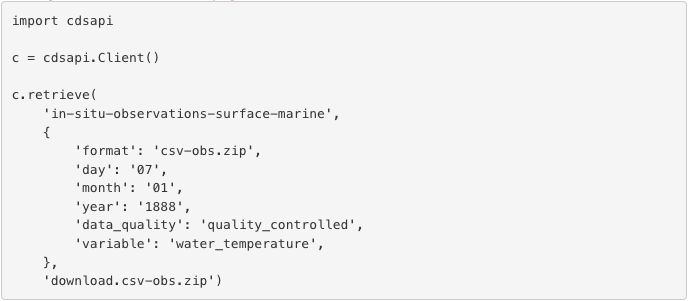 import cdsapi

c = cdsapi.Client()

c.retrieve(
    'in-situ-observations-surface-marine',
    {
        'format': 'csv-obs.zip',
        'day': '07',
        'month': '01',
        'year': '1888',
        'data_quality': 'quality_controlled',
        'variable': 'water_temperature',
    },
    'download.csv-obs.zip')